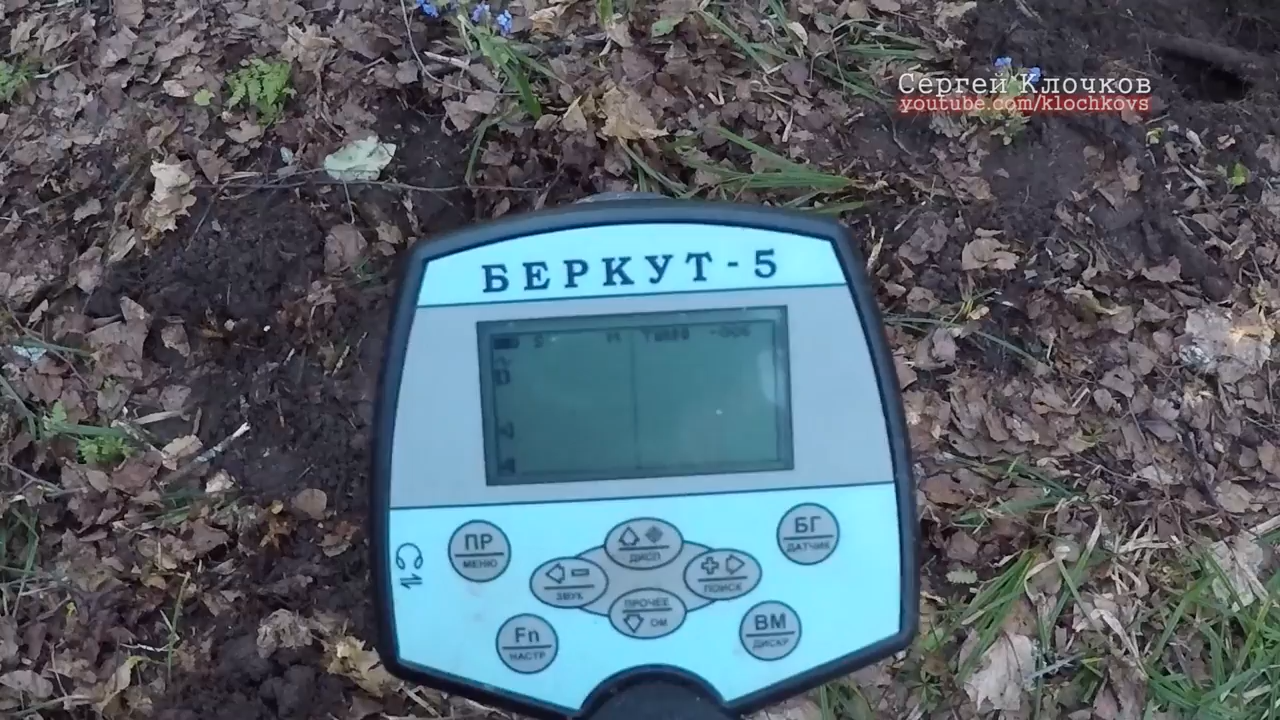 Сергей Клочков
youtube.com/klochkovs
БЕРКУТ-5
ПР
МЕНЮ
ДИСП
БГ
ДАТЧИК
ЗВУК
ПОИСК
ПРОЧЕЕ
ОМ
Fn
НАСТР
ВМ
ДИСКР